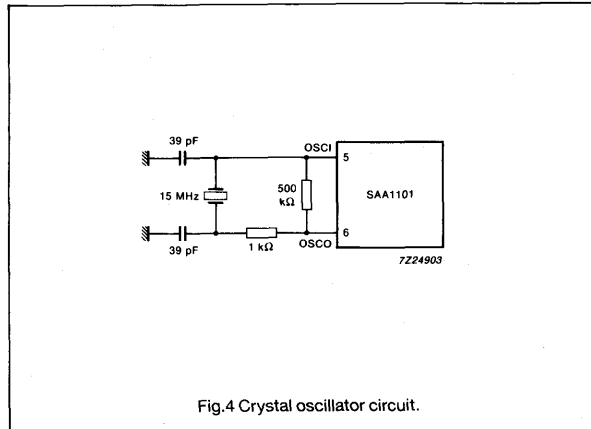 39 pF
OSCI
5
15 MHz
500
kΩ
SAA1101
1 kΩ
OSCO
6
39 pF
7Z24903
Fig.4 Crystal oscillator circuit.